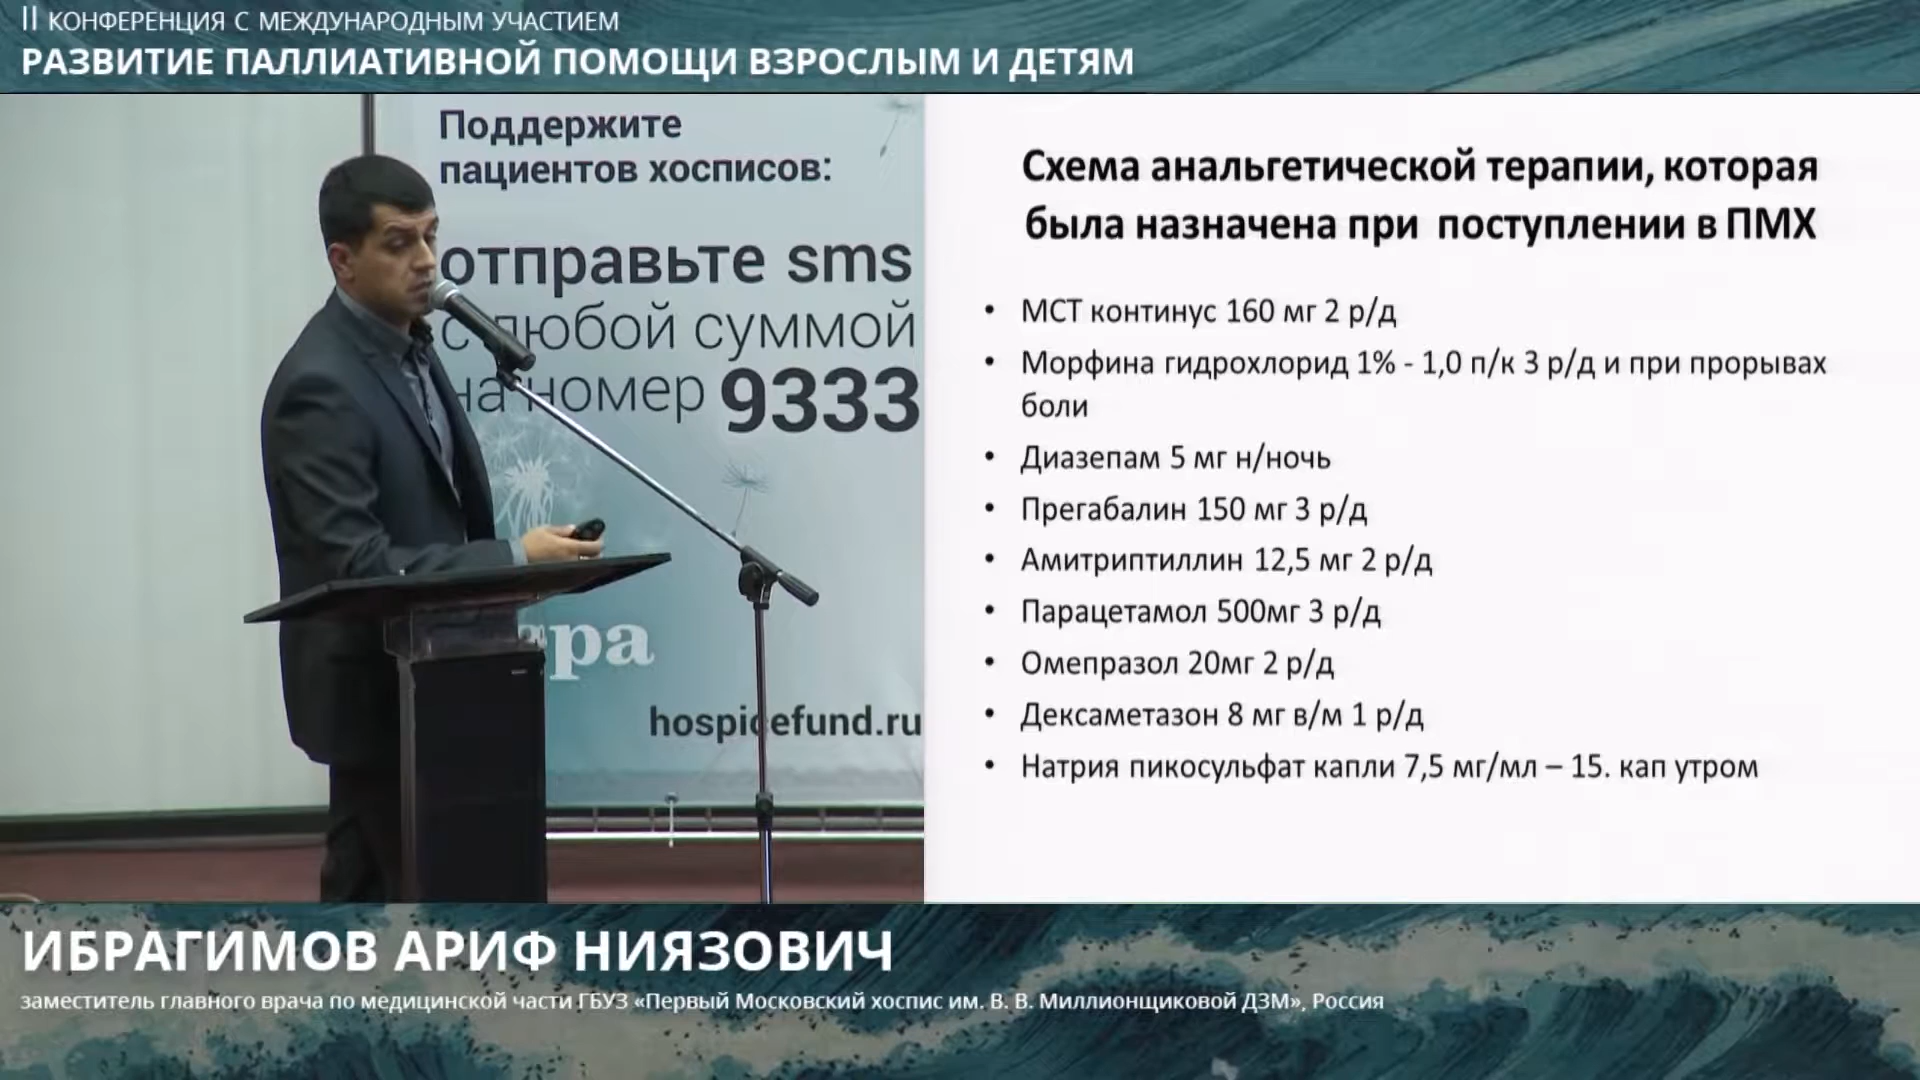 II КОНФЕРЕНЦИЯ С МЕЖДУНАРОДНЫМ УЧАСТИЕМ
РАЗВИТИЕ ПАЛЛИАТИВНОЙ ПОМОЩИ ВЗРОСЛЫМ И ДЕТЯМ
Поддержите
пациентов хосписов:
отправьте sms
с любой суммой
на номер 9333
hospicefund.ru
Схема анальгетической терапии, которая
была назначена при поступлении в ПМХ
• МСТ континус 160 мг 2 р/д
• Морфина гидрохлорид 1% - 1,0 п/к 3 р/д и при прорывах
боли
• Диазепам 5 мг н/ночь
• Прегабалин 150 мг 3 р/д
• Амитриптиллин 12,5 мг 2 р/д
• Парацетамол 500мг 3 р/д
• Омепразол 20мг 2 р/д
• Дексаметазон 8 мг в/м 1 р/д
• Натрия пикосульфат капли 7,5 мг/мл – 15. кап утром
ИБРАГИМОВ АРИФ НИЯЗОВИЧ
заместитель главного врача по медицинской части ГБУЗ «Первый Московский хоспис им. В. В. Миллионщиковой ДЗМ», Россия